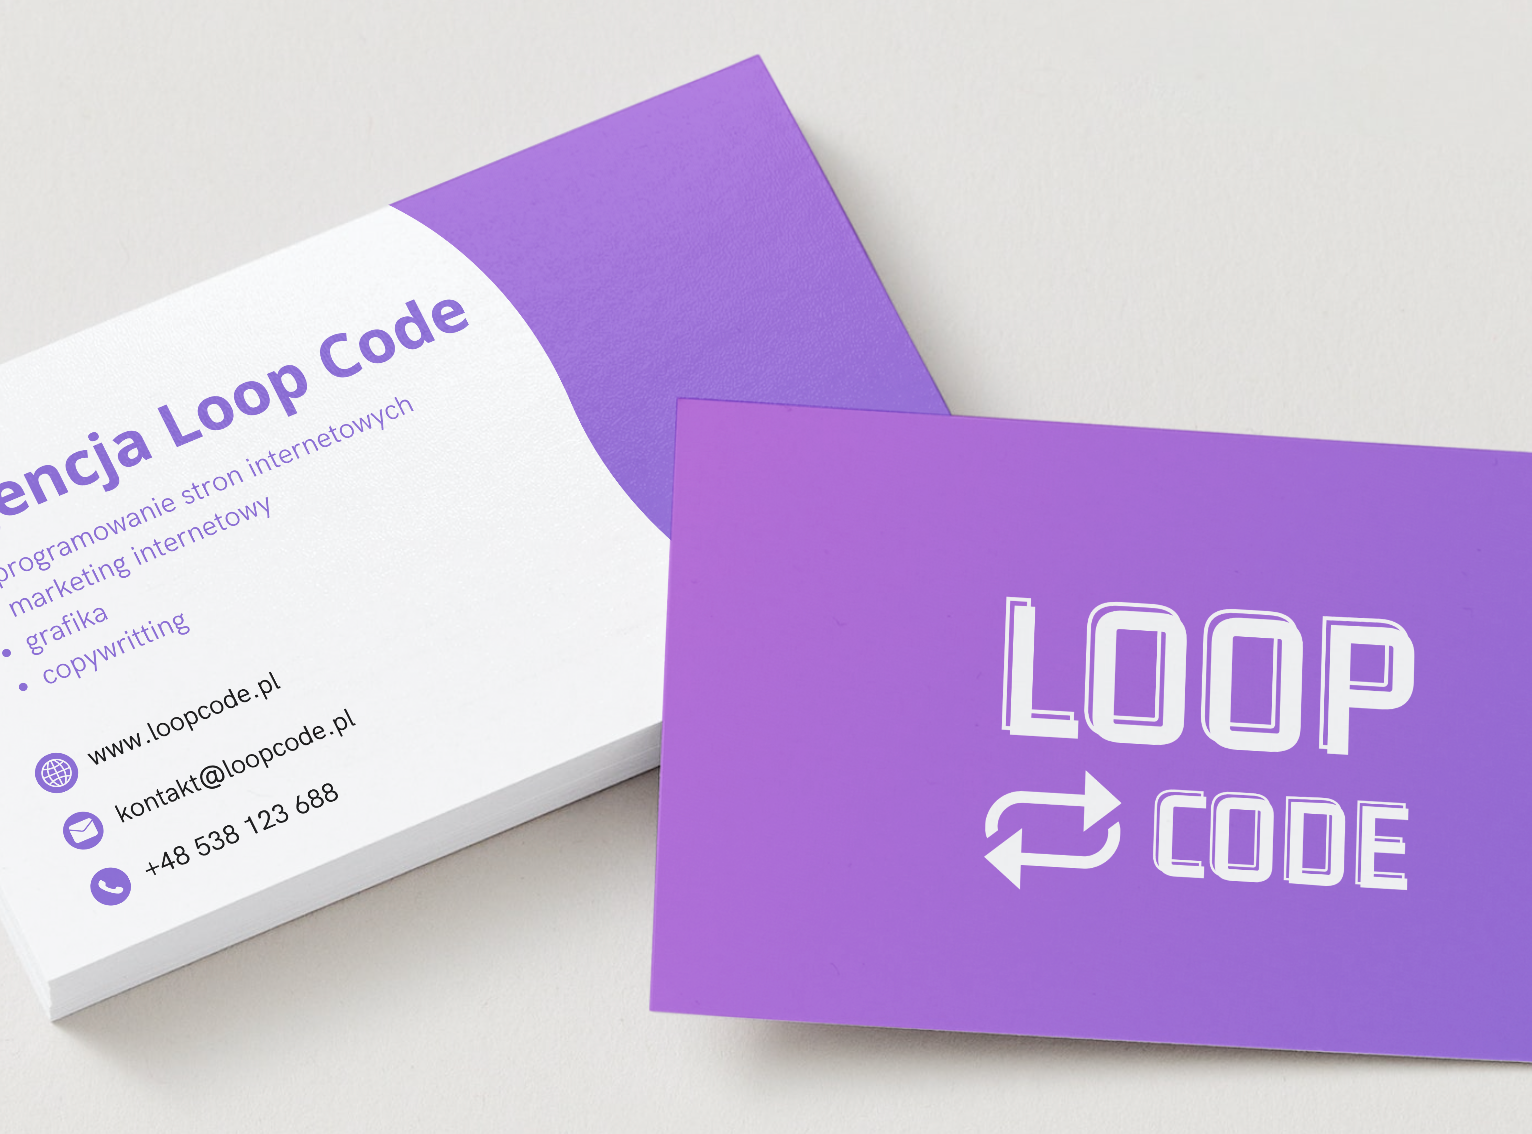 encja Loop Code
programowanie stron internetowych
marketing internetowy
• grafika
• copywritting
www.loopcode.pl
kontakt@loopcode.pl
+48 538 123 688
LOOP
CODE